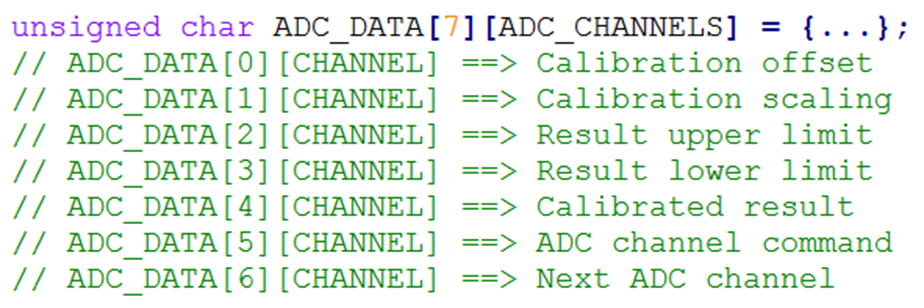 unsigned char ADC_DATA[7][ADC_CHANNELS] = {...};
// ADC_DATA[0][CHANNEL] ==> Calibration offset
// ADC_DATA[1][CHANNEL] ==> Calibration scaling
// ADC_DATA[2][CHANNEL] ==> Result upper limit
// ADC_DATA[3][CHANNEL] ==> Result lower limit
// ADC_DATA[4][CHANNEL] ==> Calibrated result
// ADC_DATA[5][CHANNEL] ==> ADC channel command
// ADC_DATA[6][CHANNEL] ==> Next ADC channel